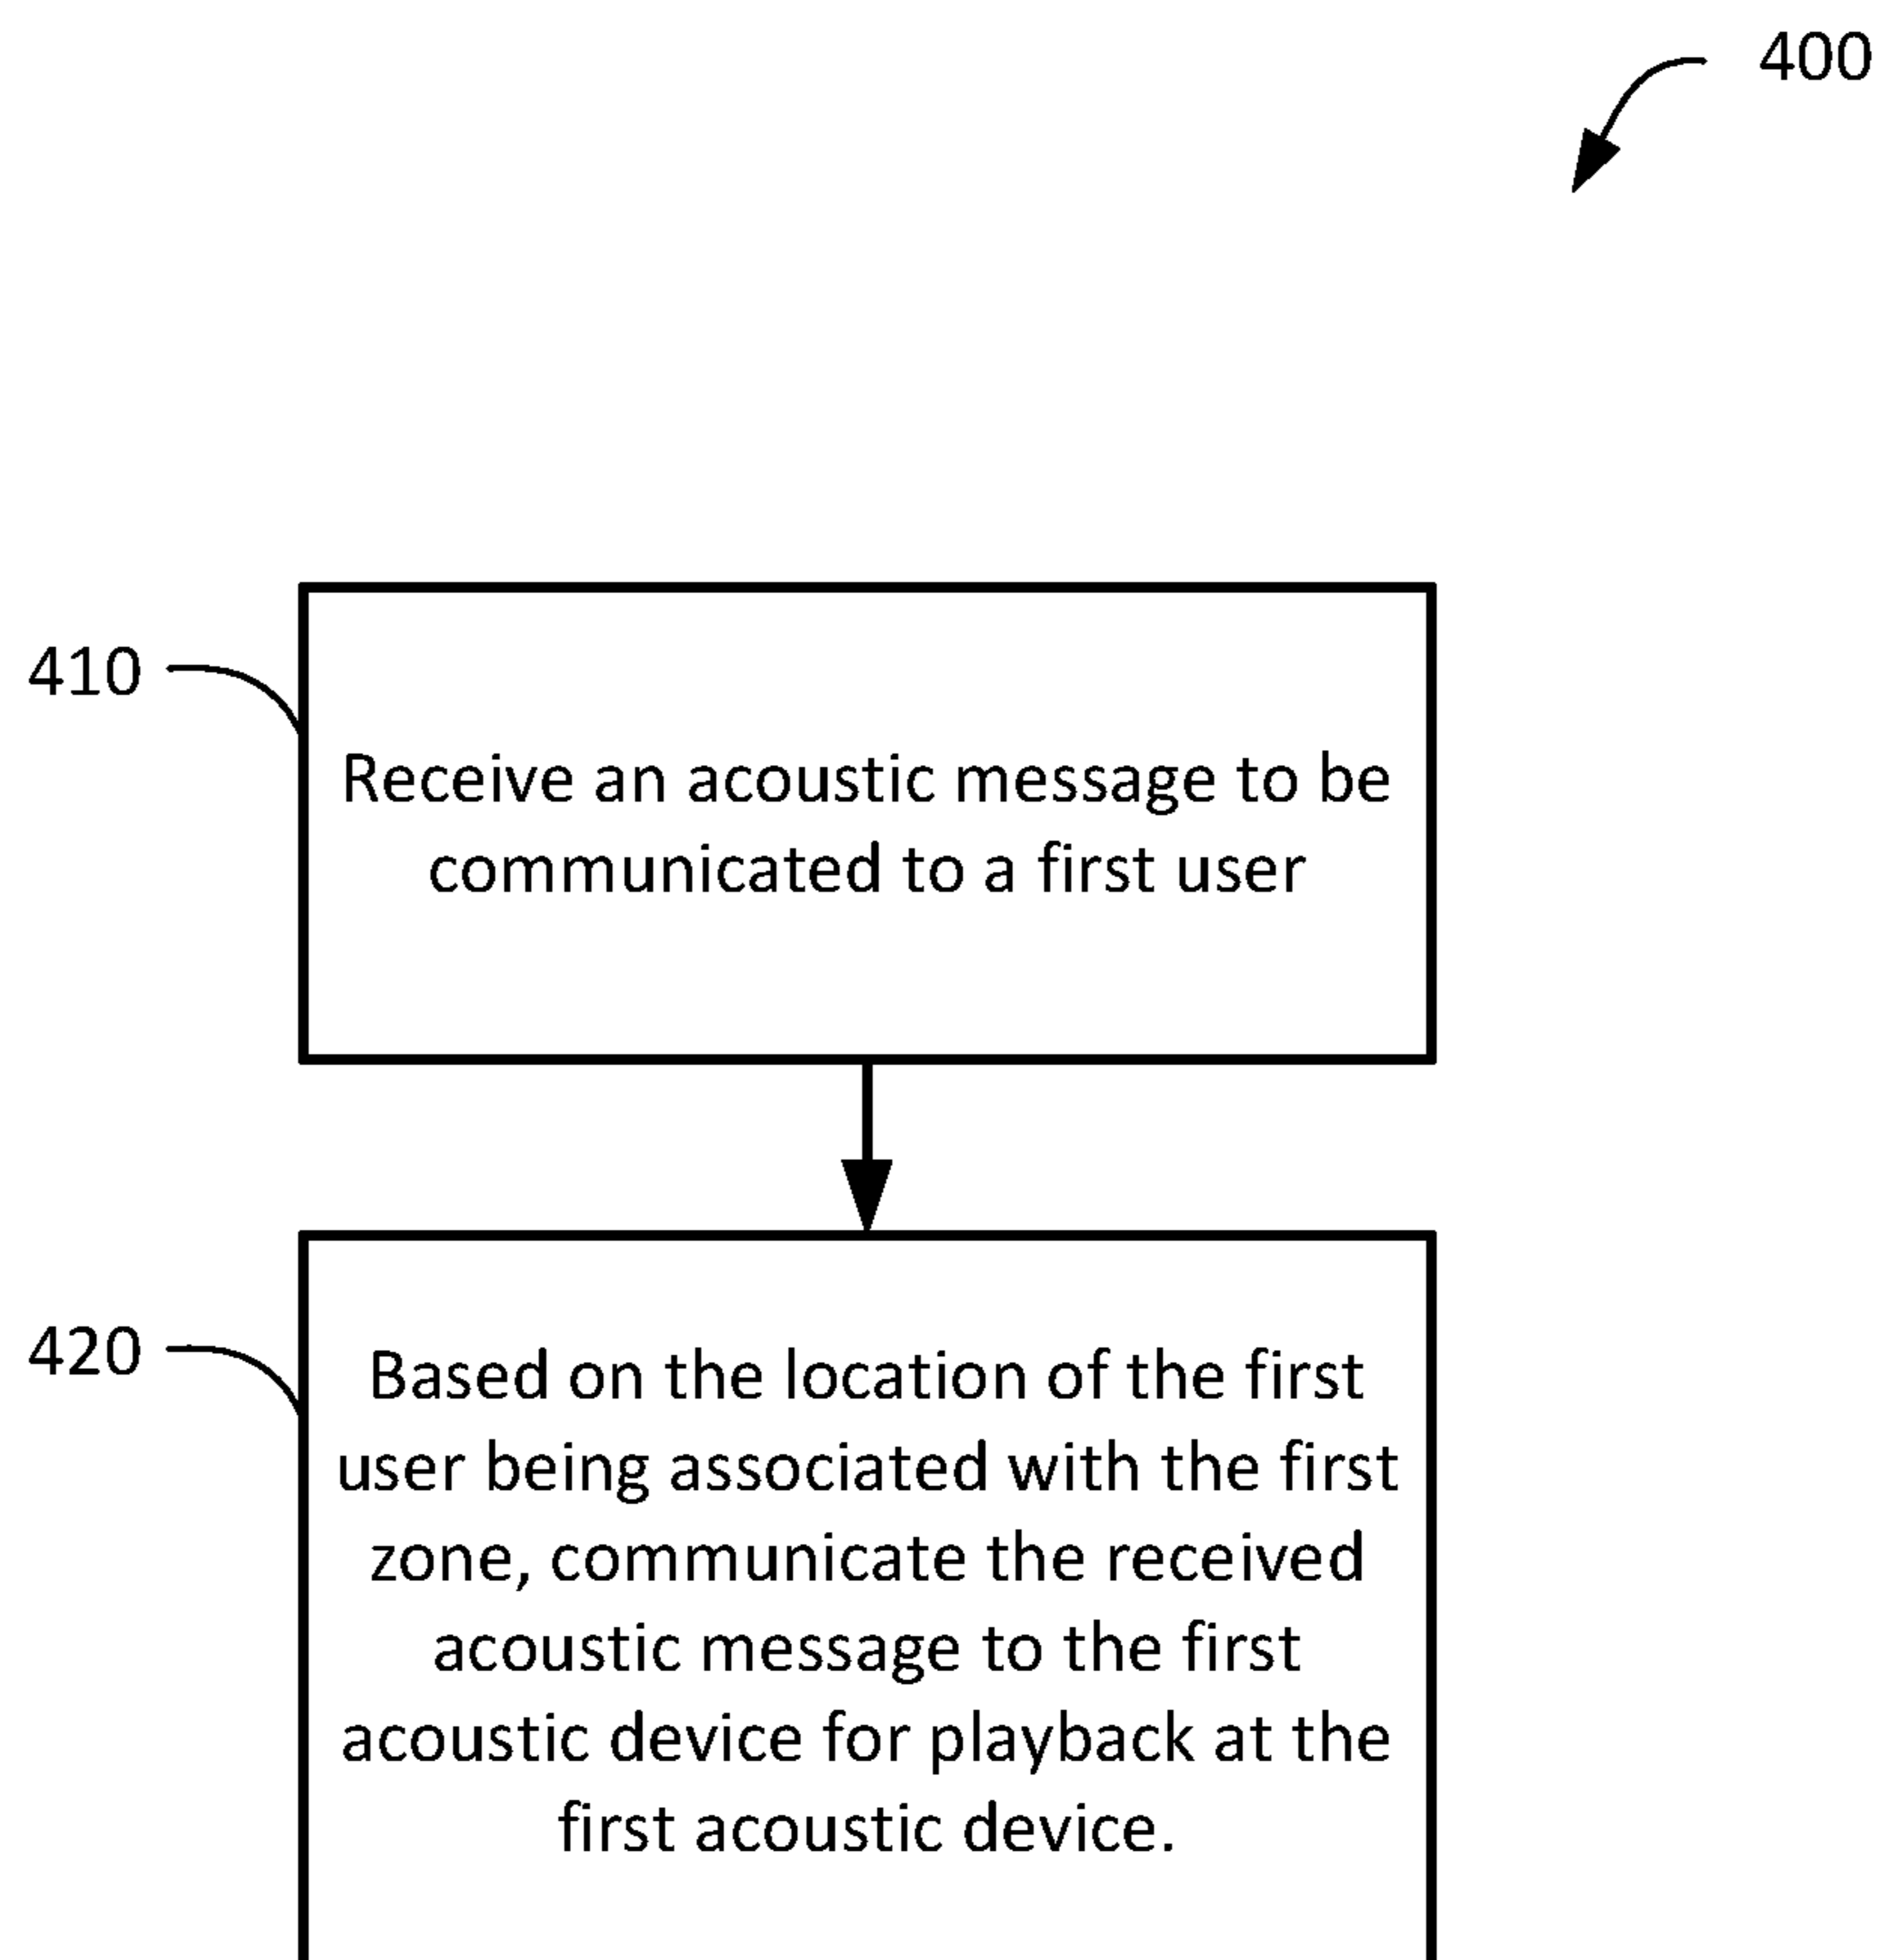 400
410
Receive an acoustic message to be
communicated to a first user
420
Based on the location of the first
user being associated with the first
zone, communicate the received
acoustic message to the first
acoustic device for playback at the
first acoustic device.